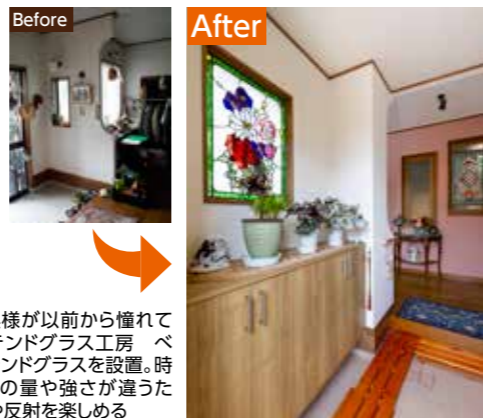 Before
After
様が以前から憧れて
テンドグラス工房 ベ
ンドグラスを設置。時
の量や強さが違うた
や反射を楽しめる